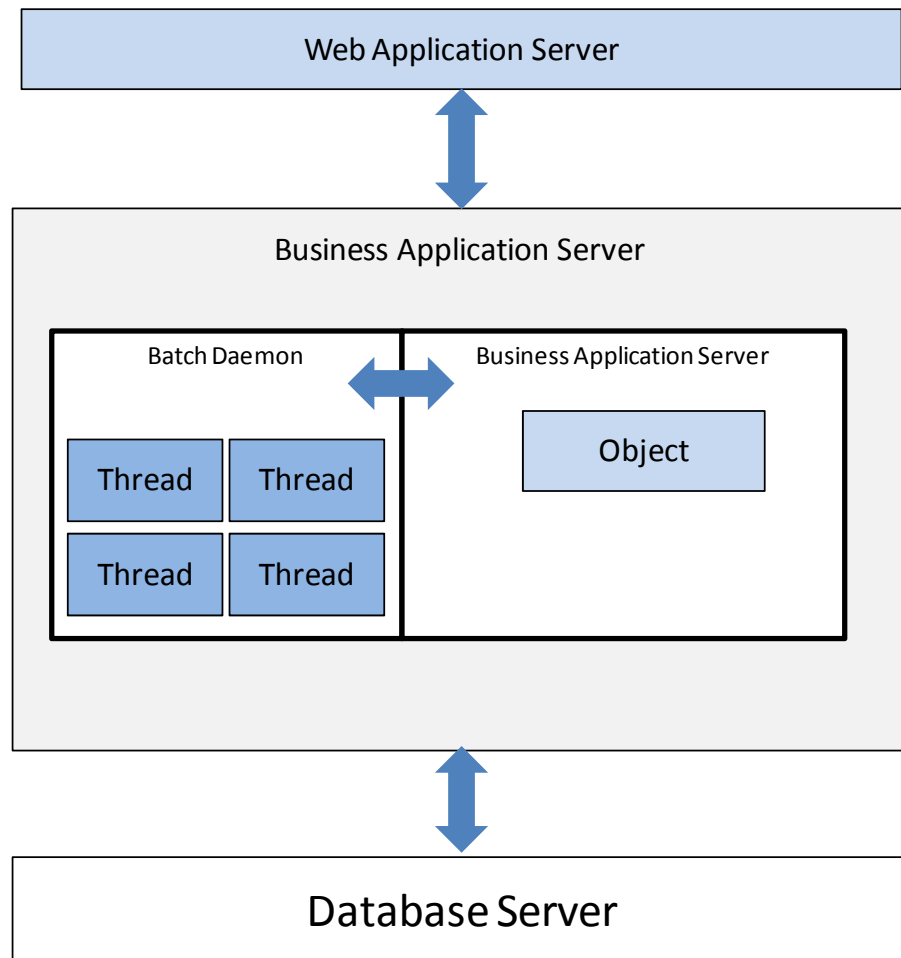 Web Application Server
Business Application Server
Batch Daemon
Business Application Server
Object
Thread
Thread
Thread
Thread
Database Server